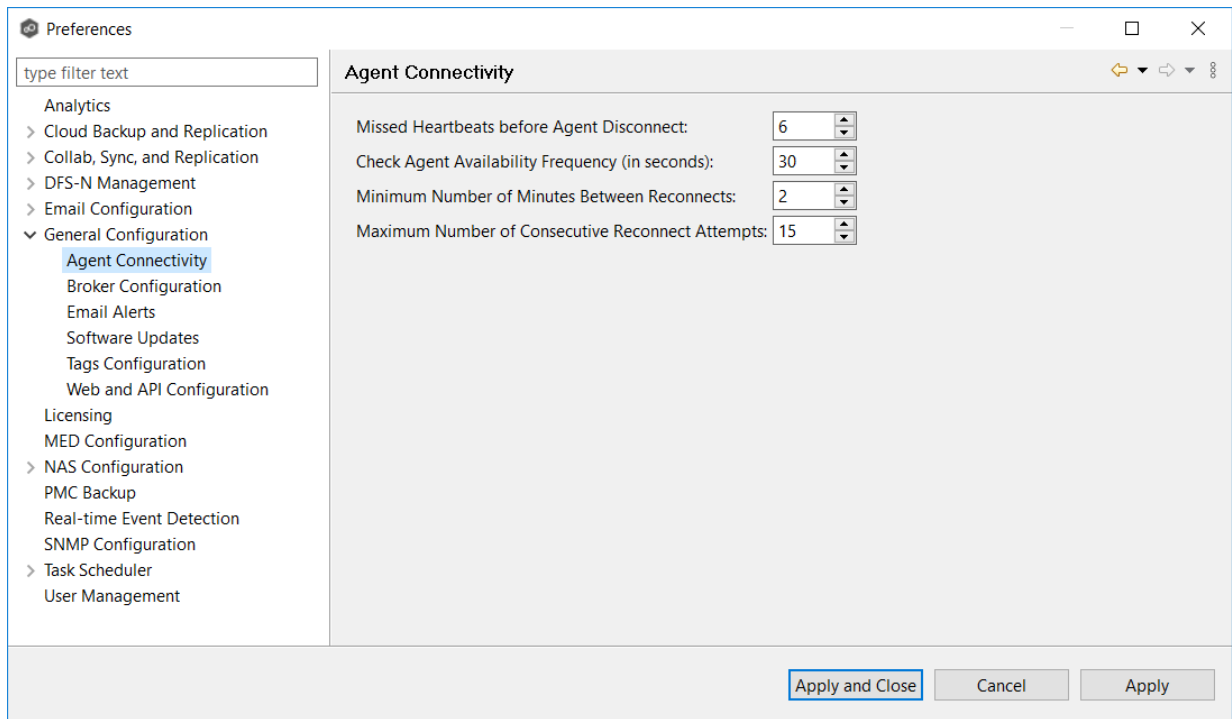 Preferences
type filter text
Analytics
Cloud Backup and Replication
Collab, Sync, and Replication
DFS-N Management
Email Configuration
General Configuration
Agent Connectivity
Broker Configuration
Email Alerts
Software Updates
Tags Configuration
Web and API Configuration
Licensing
MED Configuration
NAS Configuration
PMC Backup
Real-time Event Detection
SNMP Configuration
Task Scheduler
User Management
Agent Connectivity
Missed Heartbeats before Agent Disconnect: 6
Check Agent Availability Frequency (in seconds): 30
Minimum Number of Minutes Between Reconnects: 2
Maximum Number of Consecutive Reconnect Attempts: 15
Apply and Close Cancel Apply